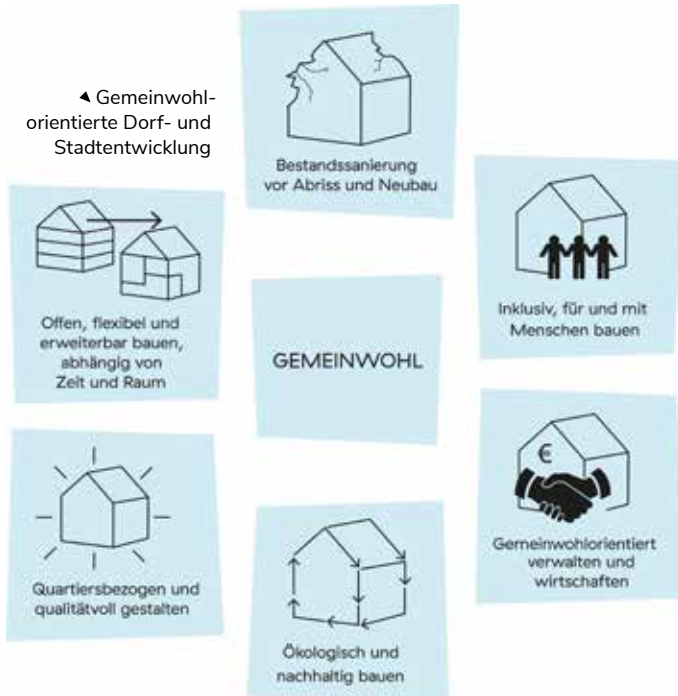 Gemeinwohl-
orientierte Dorf- und
Stadtentwicklung
Bestandssanierung
vor Abriss und Neubau
Offen, flexibel und
erweiterbar bauen,
abhängig von
Zeit und Raum
Inklusiv, für und mit
Menschen bauen
GEMEINWOHL
€
Gemeinwohlorientiert
verwalten und
wirtschaften
Quartiersbezogen und
qualitätvoll gestalten
Ökologisch und
nachhaltig bauen